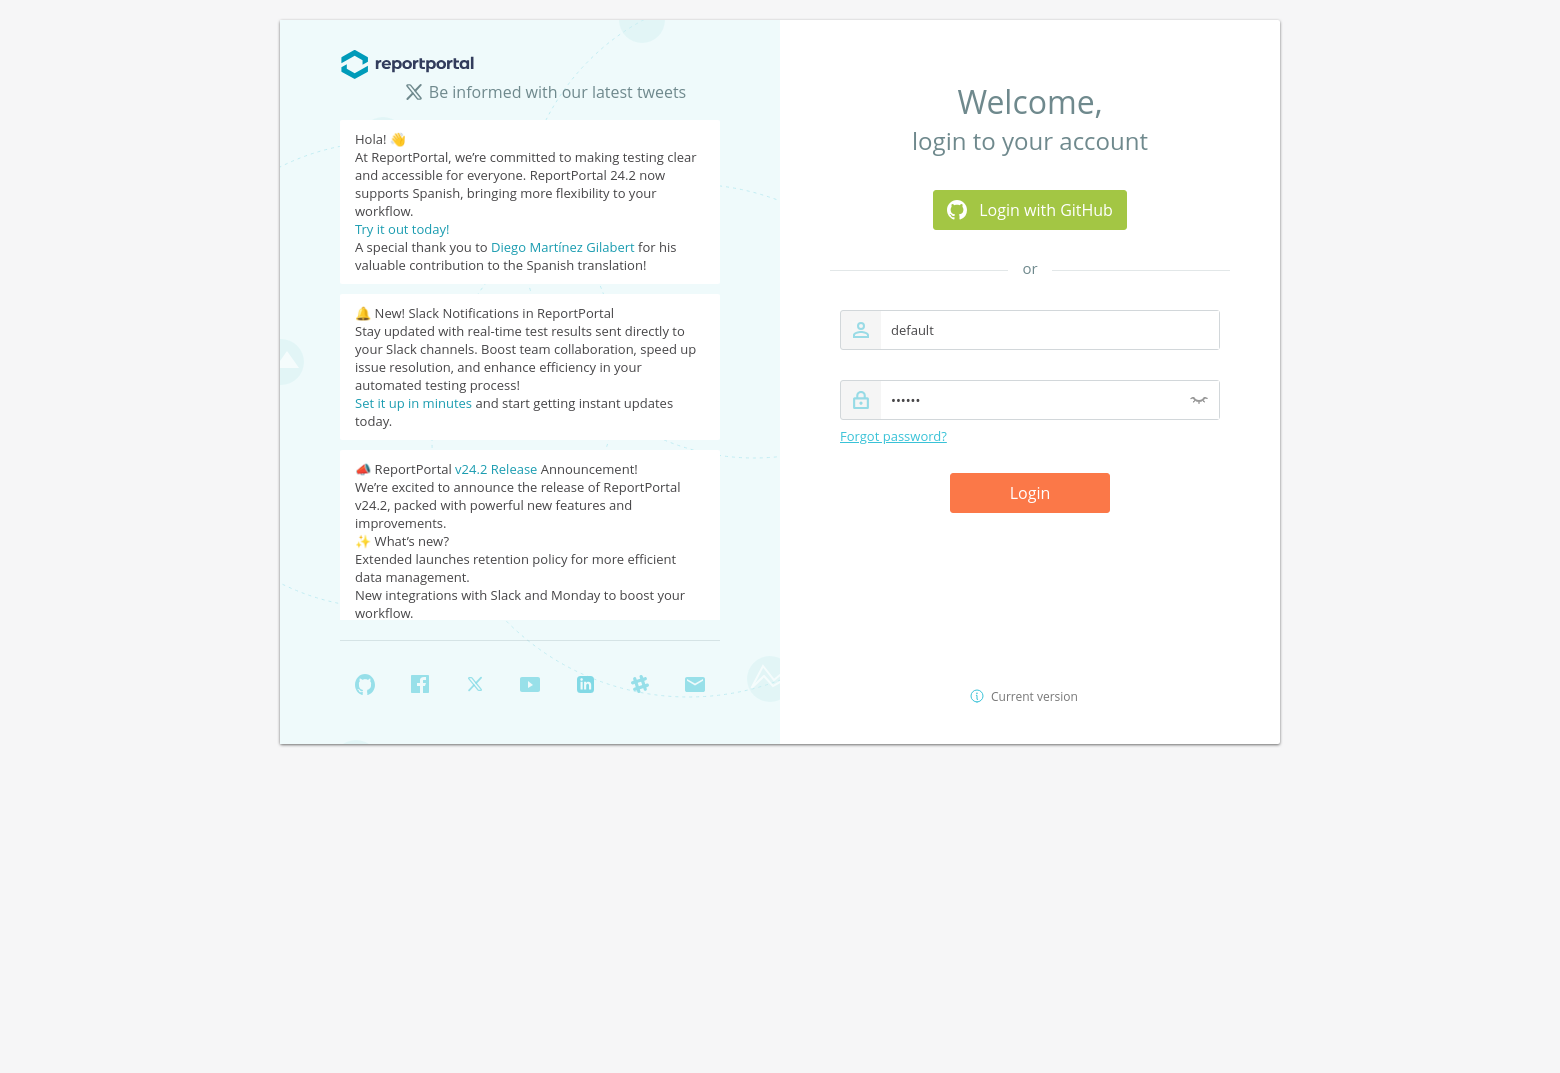 reportportal
Be informed with our latest tweets
Hola! 👋
At ReportPortal, we’re committed to making testing clear
and accessible for everyone. ReportPortal 24.2 now
supports Spanish, bringing more flexibility to your
workflow.
Try it out today!
A special thank you to Diego Martínez Gilabert for his
valuable contribution to the Spanish translation!
🔔 New! Slack Notifications in ReportPortal
Stay updated with real-time test results sent directly to
your Slack channels. Boost team collaboration, speed up
issue resolution, and enhance efficiency in your
automated testing process!
Set it up in minutes and start getting instant updates
today.
📣 ReportPortal v24.2 Release Announcement!
We’re excited to announce the release of ReportPortal
v24.2, packed with powerful new features and
improvements.
✨ What’s new?
Extended launches retention policy for more efficient
data management.
New integrations with Slack and Monday to boost your
workflow.
Welcome,
login to your account
Login with GitHub
or
default
••••••
Forgot password?
Login
Current version